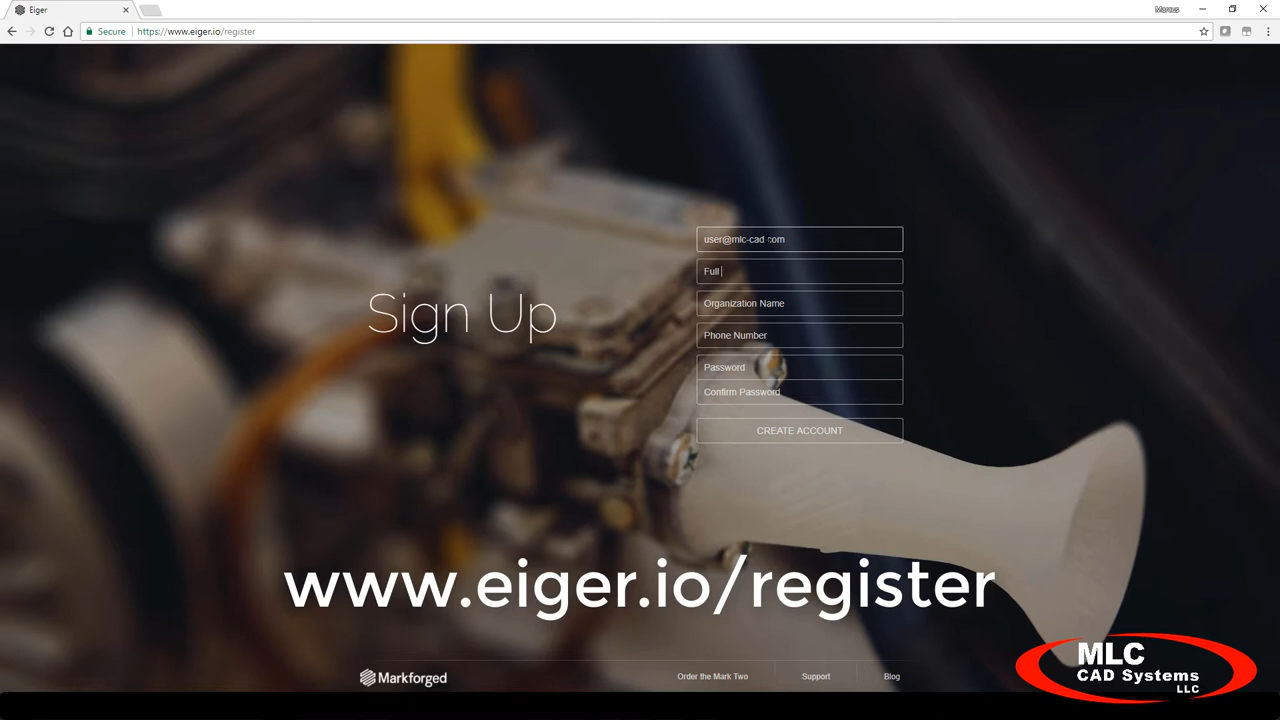 Eiger
Marcus
Secure
https://www.eiger.io/register
user@mlc-cad.com
Full
Organization Name
Sign Up
Phone Number
Password
Confirm Password
CREATE ACCOUNT
www.eiger.io/register
Markforged
Order the Mark Two
Support
Blog
MLC
CAD Systems
LLC